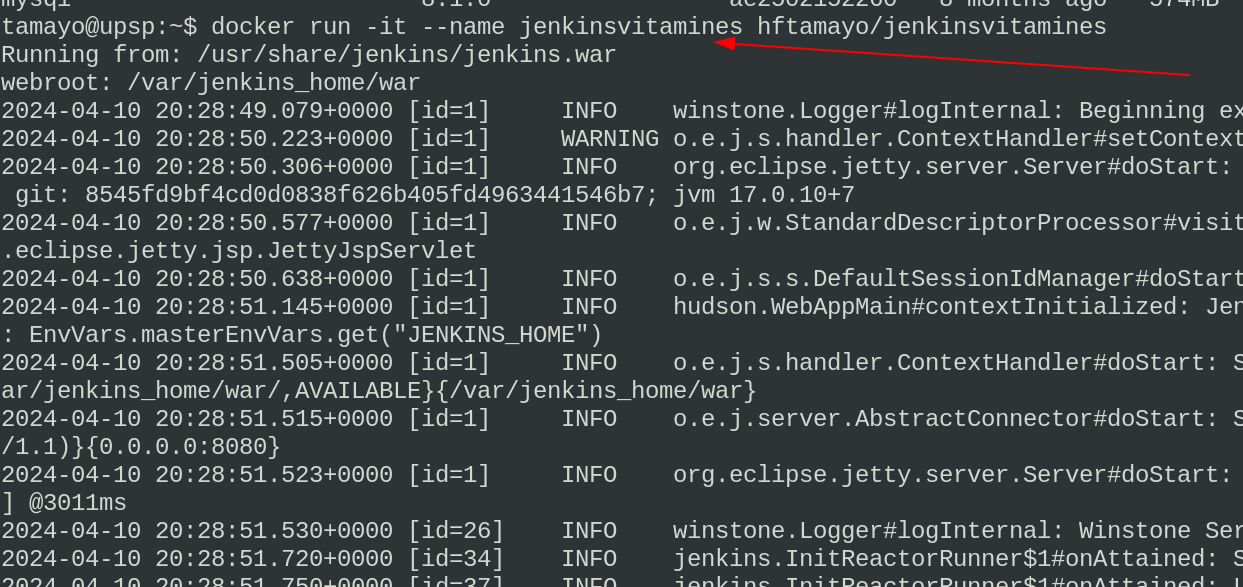 mysql 8.1.0 ae2502152260 8 months ago 574MB
tamayo@upsp:~$ docker run -it --name jenkinsvitamines hftamayo/jenkinsvitamines
Running from: /usr/share/jenkins/jenkins.war
webroot: /var/jenkins_home/war
2024-04-10 20:28:49.079+0000 [id=1] INFO winstone.Logger#logInternal: Beginning ex
2024-04-10 20:28:50.223+0000 [id=1] WARNING o.e.j.s.handler.ContextHandler#setContext
2024-04-10 20:28:50.306+0000 [id=1] INFO org.eclipse.jetty.server.Server#doStart:
git: 8545fd9bf4cd0d0838f626b405fd4963441546b7; jvm 17.0.10+7
2024-04-10 20:28:50.577+0000 [id=1] INFO o.e.j.w.StandardDescriptorProcessor#visit
.eclipse.jetty.jsp.JettyJspServlet
2024-04-10 20:28:50.638+0000 [id=1] INFO o.e.j.s.s.DefaultSessionIdManager#doStart
2024-04-10 20:28:51.145+0000 [id=1] INFO hudson.WebAppMain#contextInitialized: Jen
: EnvVars.masterEnvVars.get("JENKINS_HOME")
2024-04-10 20:28:51.505+0000 [id=1] INFO o.e.j.s.handler.ContextHandler#doStart: S
ar/jenkins_home/war/,AVAILABLE}{/var/jenkins_home/war}
2024-04-10 20:28:51.515+0000 [id=1] INFO o.e.j.server.AbstractConnector#doStart: S
/1.1)}{0.0.0.0:8080}
2024-04-10 20:28:51.523+0000 [id=1] INFO org.eclipse.jetty.server.Server#doStart:
] @3011ms
2024-04-10 20:28:51.530+0000 [id=26] INFO winstone.Logger#logInternal: Winstone Ser
2024-04-10 20:28:51.720+0000 [id=34] INFO jenkins.InitReactorRunner$1#onAttained: S
2024-04-10 20:28:51.750+0000 [id=37] INFO jenkins.InitReactorRunner$1#onAttained: L